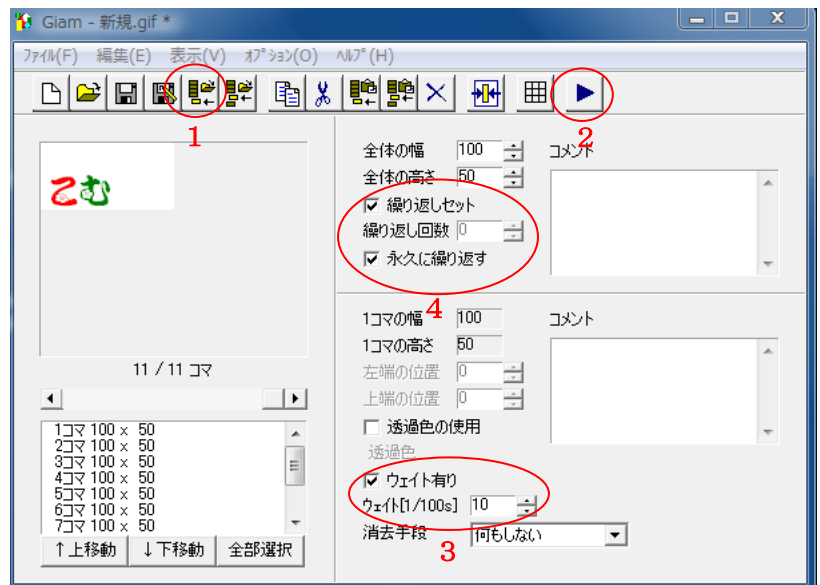 Giam - 新規.gif *
ファイル(F) 編集(E) 表示(V) オプション(O) ヘルプ(H)
1
2
こむ
11 / 11 コマ
1コマ 100 x 50
2コマ 100 x 50
3コマ 100 x 50
4コマ 100 x 50
5コマ 100 x 50
6コマ 100 x 50
7コマ 100 x 50
↑上移動 ↓下移動 全部選択
全体の幅 100 コメント
全体の高さ 50
繰り返しセット
繰り返し回数 0
永久に繰り返す
4
1コマの幅 100 コメント
1コマの高さ 50
左端の位置 0
上端の位置 0
透過色の使用
透過色
ウェイト有り
ウェイト[1/100s] 10
消去手段 何もしない
3